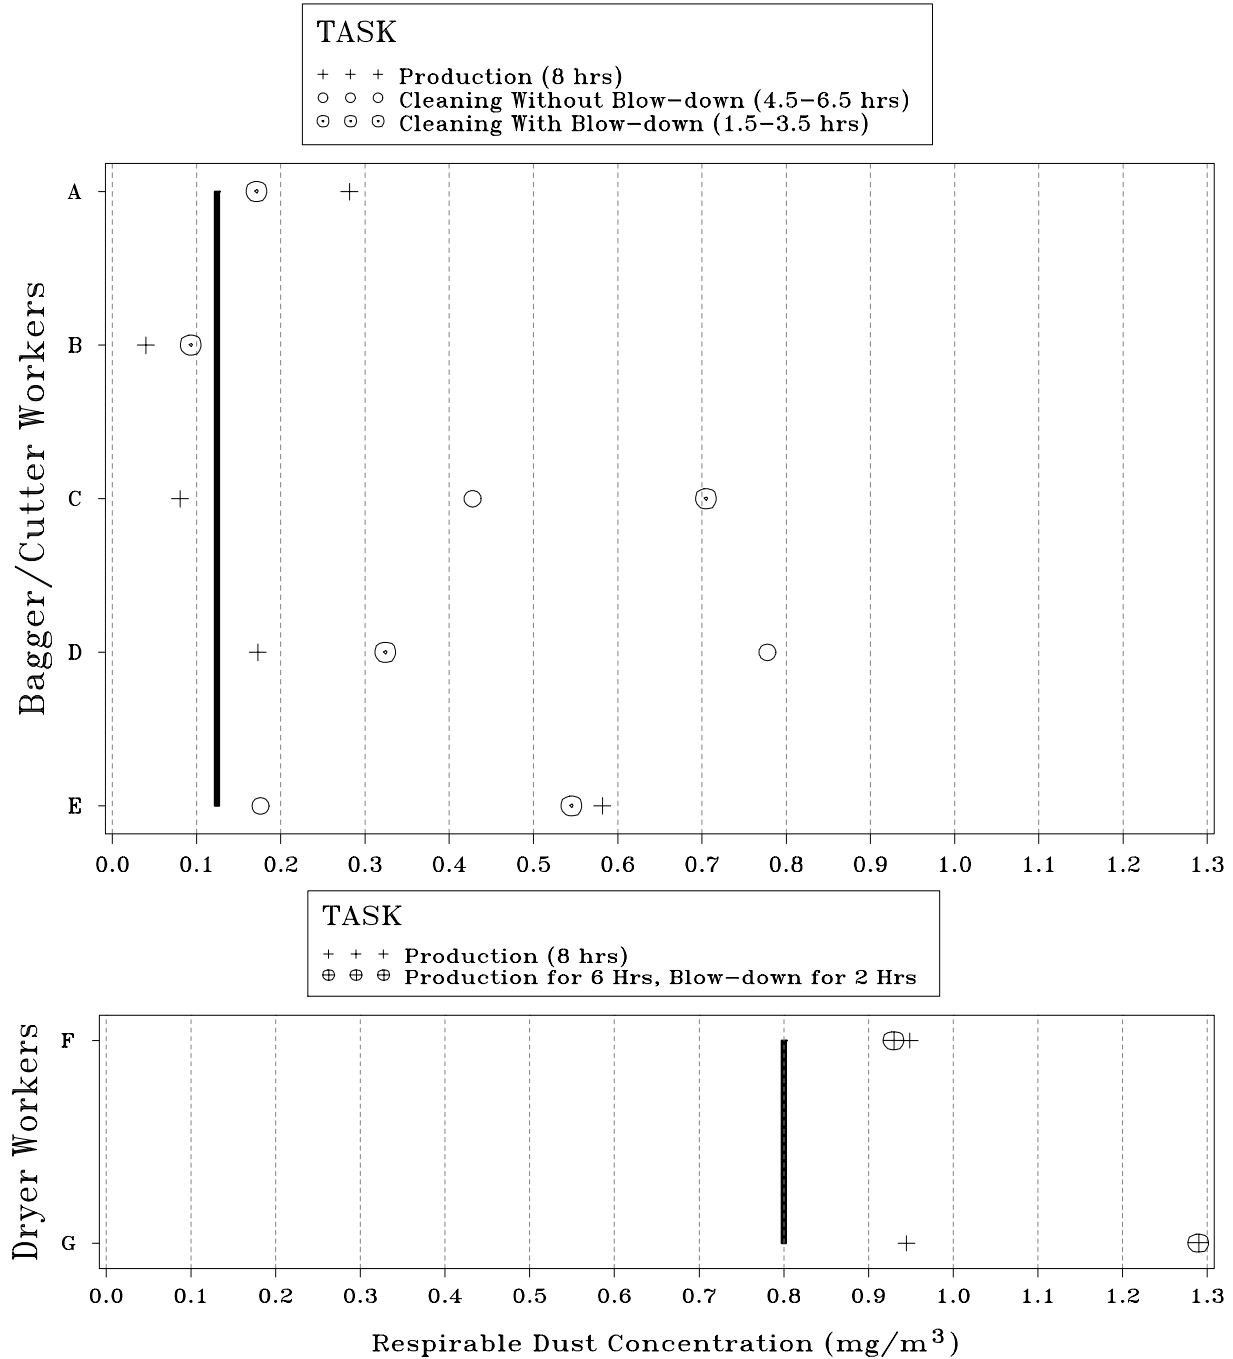 TASK
Production (8 hrs)
Cleaning Without Blow-down (4.5-6.5 hrs)
Cleaning With Blow-down (1.5-3.5 hrs)
Bagger/Cutter Workers
A
B
C
D
E
0.0 0.1 0.2 0.3 0.4 0.5 0.6 0.7 0.8 0.9 1.0 1.1 1.2 1.3
TASK
Production (8 hrs)
Production for 6 Hrs, Blow-down for 2 Hrs
Dryer Workers
F
G
0.0 0.1 0.2 0.3 0.4 0.5 0.6 0.7 0.8 0.9 1.0 1.1 1.2 1.3
Respirable Dust Concentration (mg/m³)